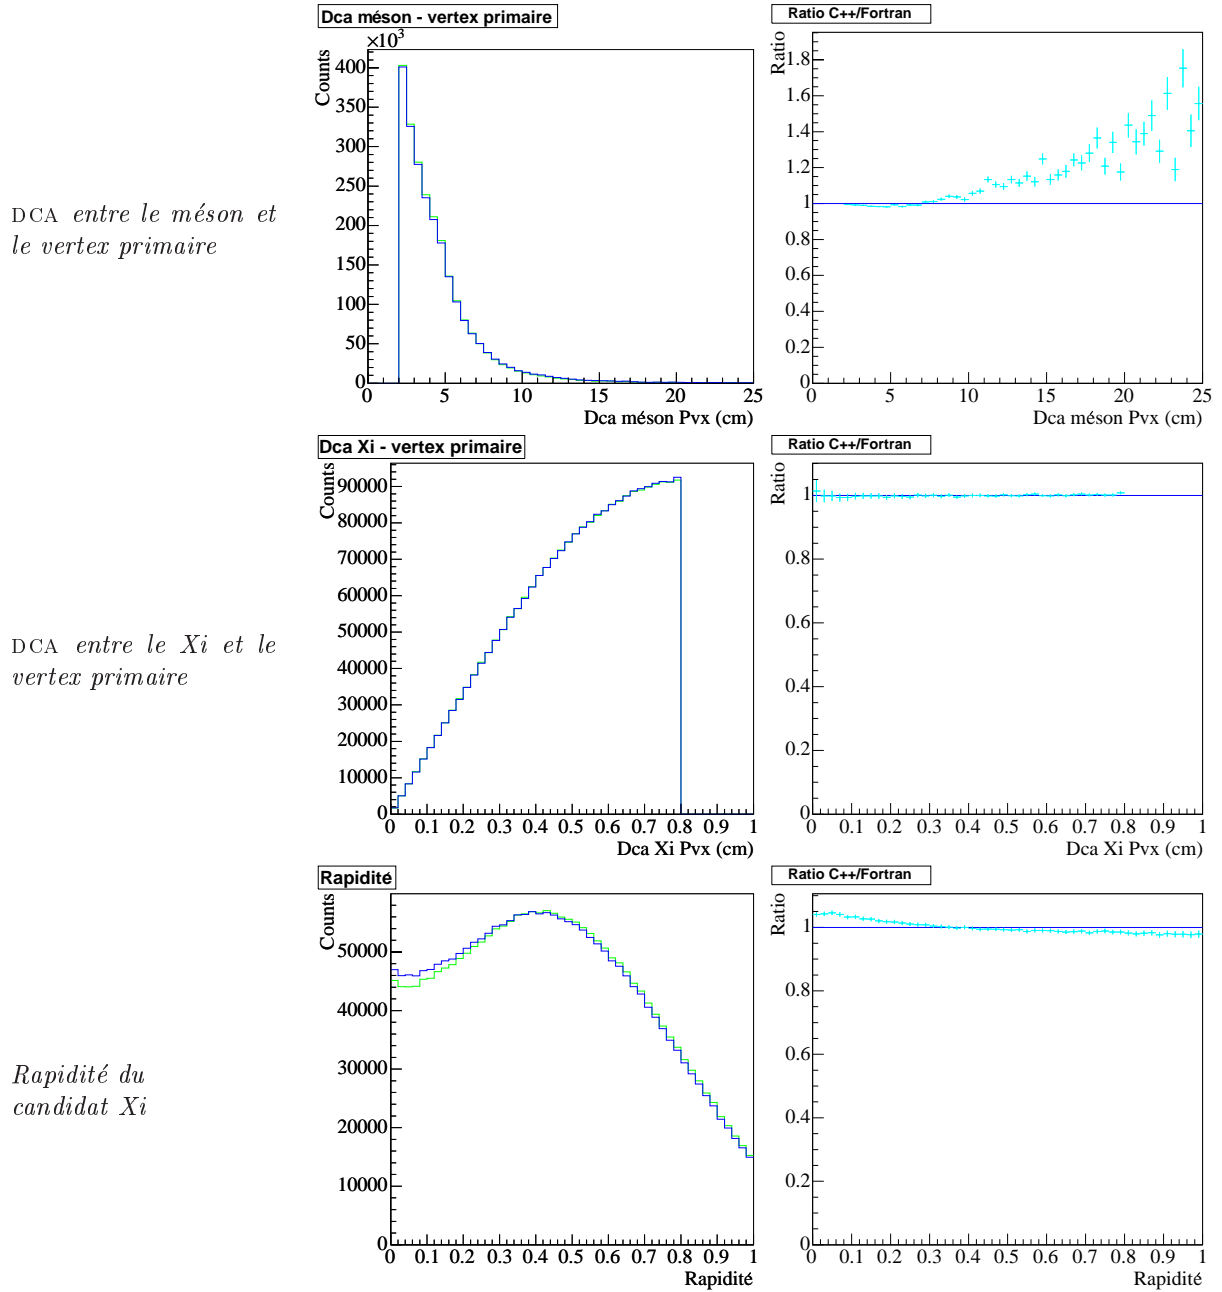 DCA entre le méson et
le vertex primaire
Dca méson - vertex primaire
×10³
Counts
400
350
300
250
200
150
100
50
0
0 5 10 15 20 25
Dca méson Pvx (cm)
Ratio C++/Fortran
Ratio
1.8
1.6
1.4
1.2
1
0.8
0.6
0.4
0.2
0
0 5 10 15 20 25
Dca méson Pvx (cm)
DCA entre le Xi et le
vertex primaire
Dca Xi - vertex primaire
Counts
90000
80000
70000
60000
50000
40000
30000
20000
10000
0
0 0.1 0.2 0.3 0.4 0.5 0.6 0.7 0.8 0.9 1
Dca Xi Pvx (cm)
Ratio C++/Fortran
Ratio
1
0.8
0.6
0.4
0.2
0
0 0.1 0.2 0.3 0.4 0.5 0.6 0.7 0.8 0.9 1
Dca Xi Pvx (cm)
Rapidité du
candidat Xi
Rapidité
Counts
50000
40000
30000
20000
10000
0
0 0.1 0.2 0.3 0.4 0.5 0.6 0.7 0.8 0.9 1
Rapidité
Ratio C++/Fortran
Ratio
1
0.8
0.6
0.4
0.2
0
0 0.1 0.2 0.3 0.4 0.5 0.6 0.7 0.8 0.9 1
Rapidité